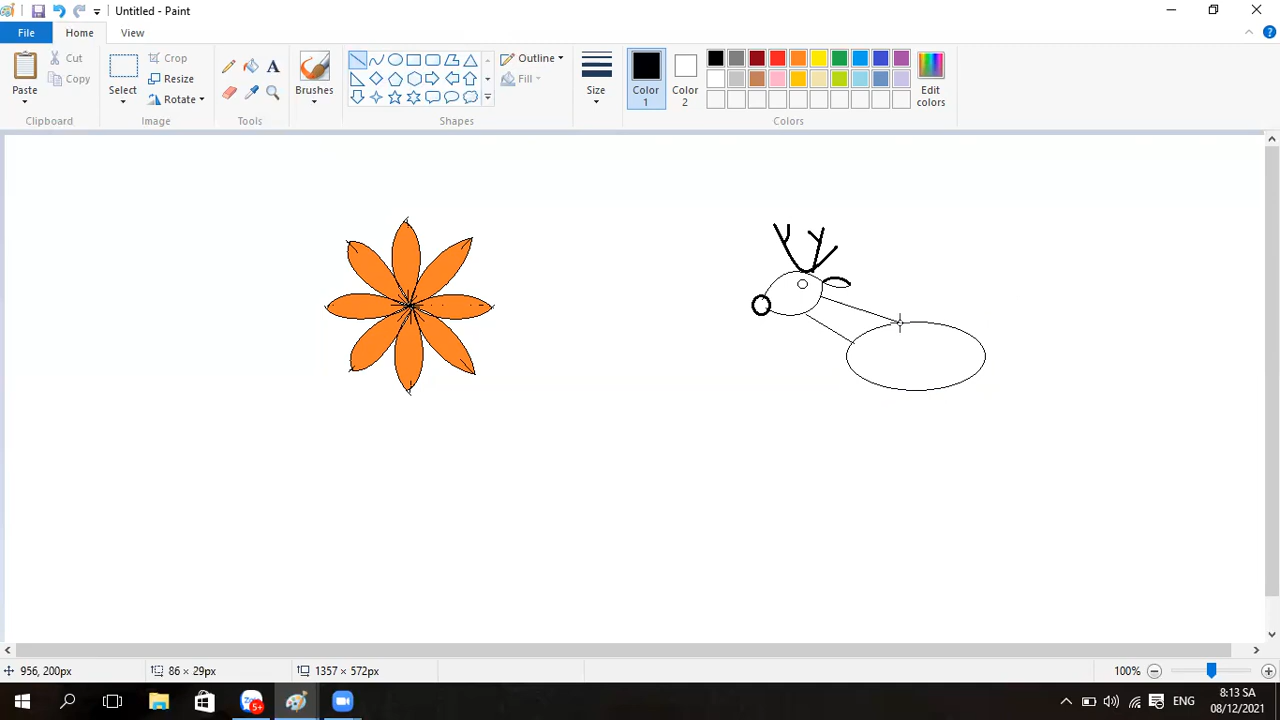 Untitled - Paint
File Home View
Paste
Cut
Copy
Clipboard
Select
Crop
Resize
Rotate
Image
Tools
Brushes
Outline
Fill
Shapes
Size
Color 1
Color 2
Edit colors
Colors
956, 200px
86 × 29px
1357 × 572px
100%
Zalo
5+
ENG
8:13 SA
08/12/2021